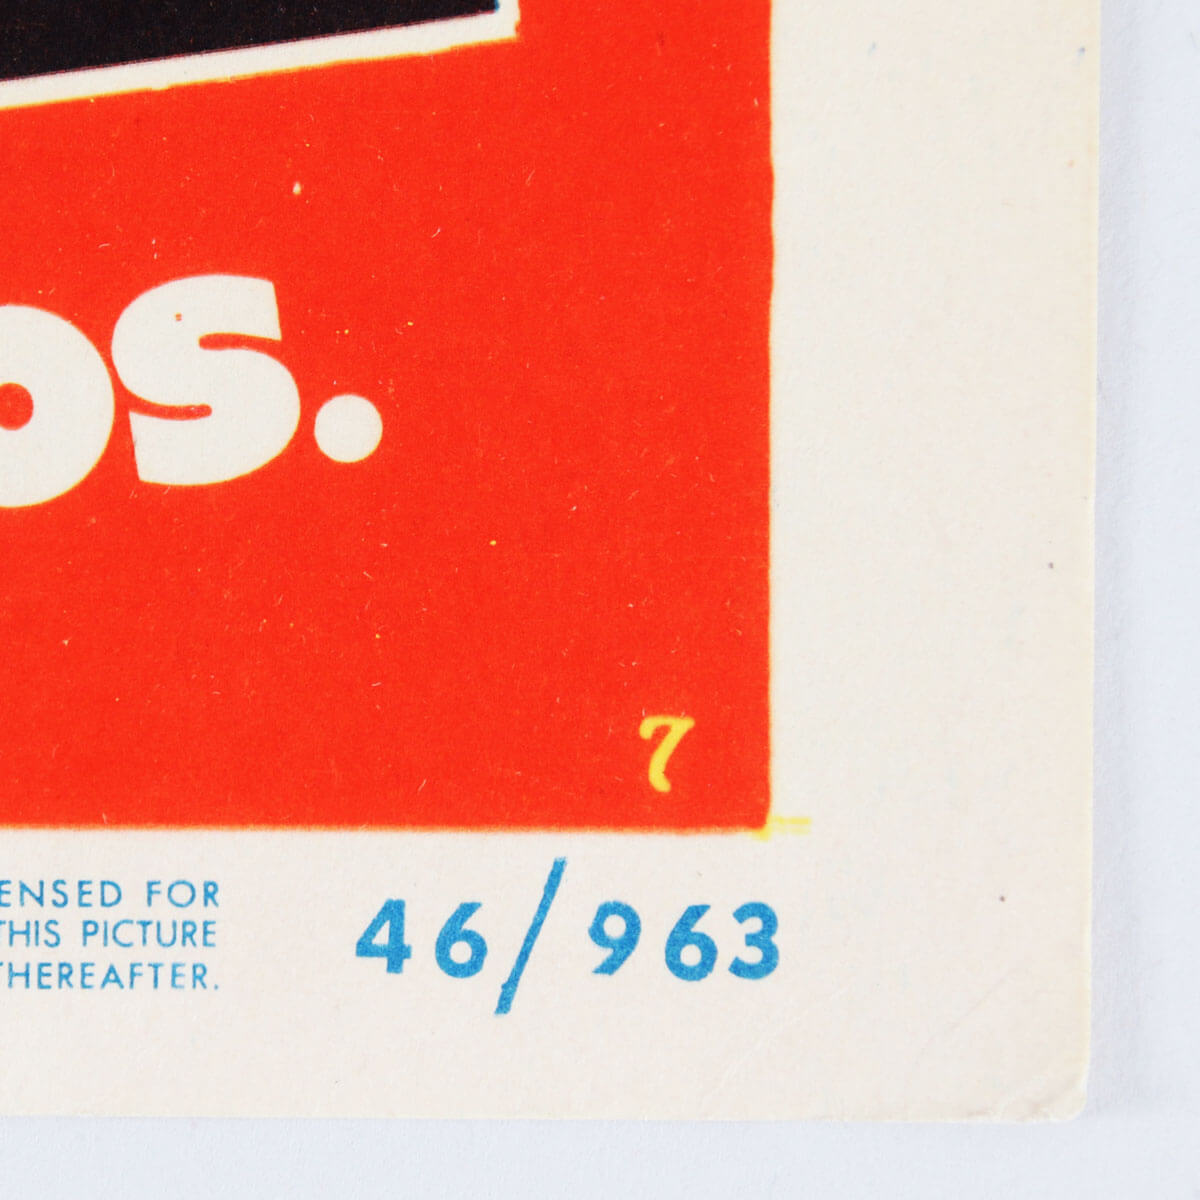 os.
7
ENSED FOR
THIS PICTURE
THEREAFTER.
46/963